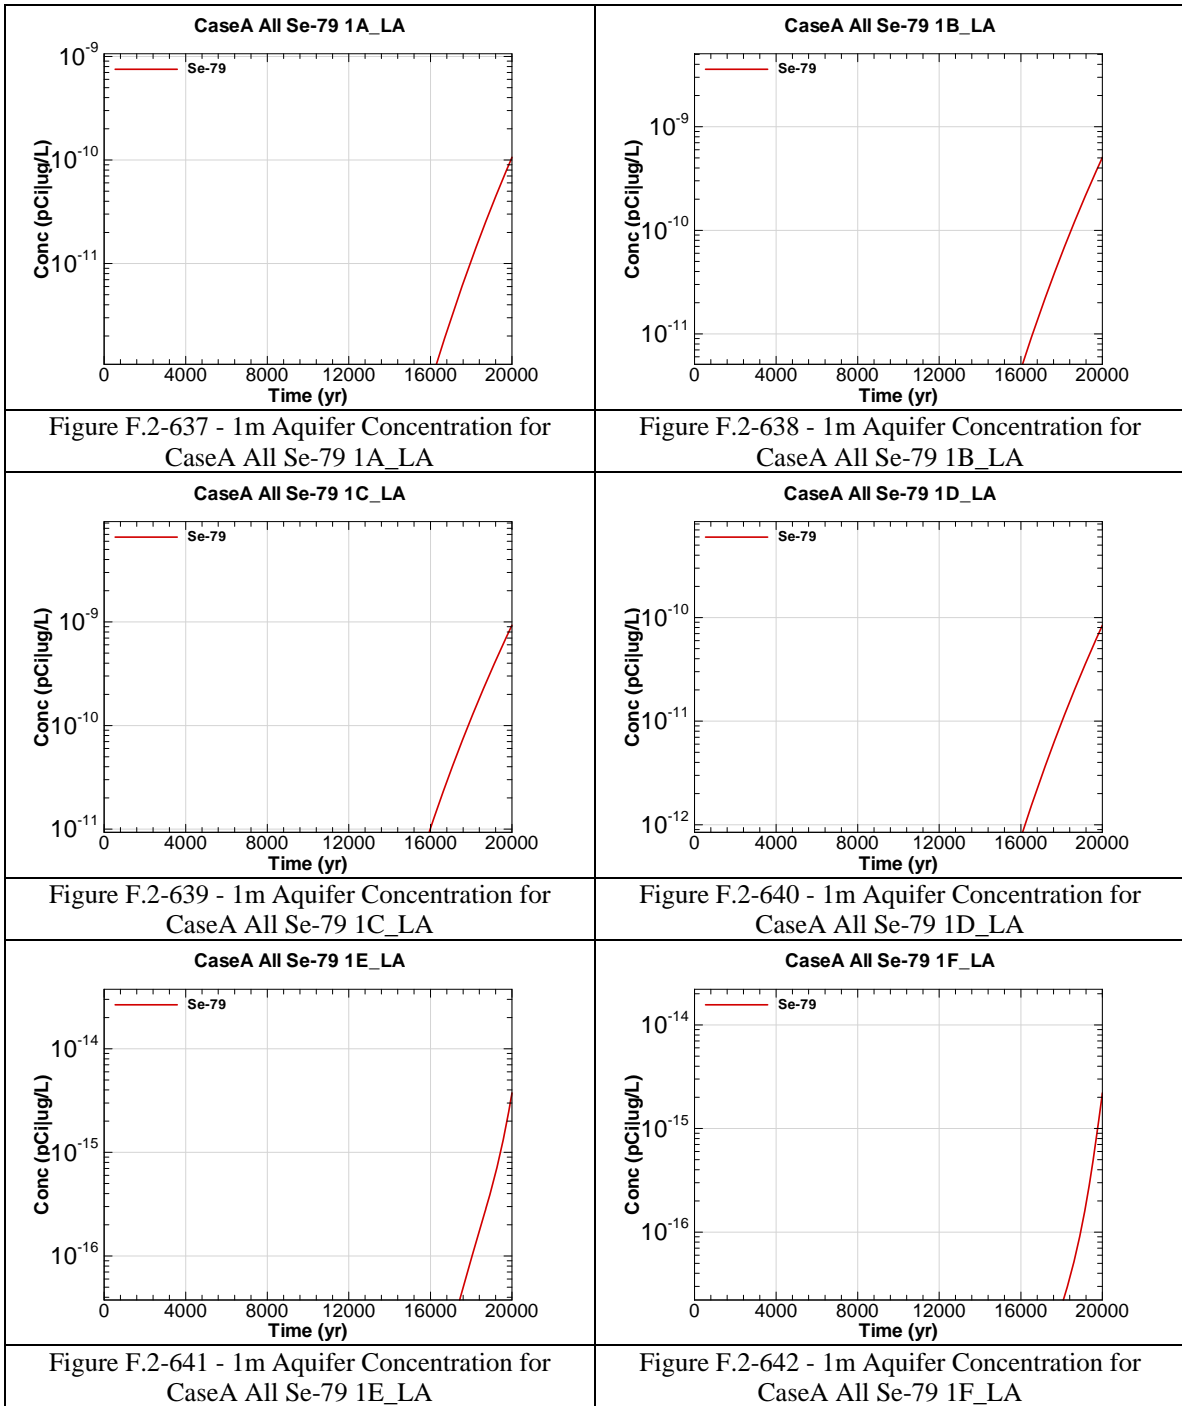 CaseA All Se-79 1A_LA
Se-79
Conc (pCi|ug/L)
10-9
10-10
10-11
0 4000 8000 12000 16000 20000
Time (yr)
Figure F.2-637 - 1m Aquifer Concentration for
CaseA All Se-79 1A_LA
CaseA All Se-79 1B_LA
Se-79
Conc (pCi|ug/L)
10-9
10-10
10-11
0 4000 8000 12000 16000 20000
Time (yr)
Figure F.2-638 - 1m Aquifer Concentration for
CaseA All Se-79 1B_LA
CaseA All Se-79 1C_LA
Se-79
Conc (pCi|ug/L)
10-9
10-10
10-11
0 4000 8000 12000 16000 20000
Time (yr)
Figure F.2-639 - 1m Aquifer Concentration for
CaseA All Se-79 1C_LA
CaseA All Se-79 1D_LA
Se-79
Conc (pCi|ug/L)
10-10
10-11
10-12
0 4000 8000 12000 16000 20000
Time (yr)
Figure F.2-640 - 1m Aquifer Concentration for
CaseA All Se-79 1D_LA
CaseA All Se-79 1E_LA
Se-79
Conc (pCi|ug/L)
10-14
10-15
10-16
0 4000 8000 12000 16000 20000
Time (yr)
Figure F.2-641 - 1m Aquifer Concentration for
CaseA All Se-79 1E_LA
CaseA All Se-79 1F_LA
Se-79
Conc (pCi|ug/L)
10-14
10-15
10-16
0 4000 8000 12000 16000 20000
Time (yr)
Figure F.2-642 - 1m Aquifer Concentration for
CaseA All Se-79 1F_LA